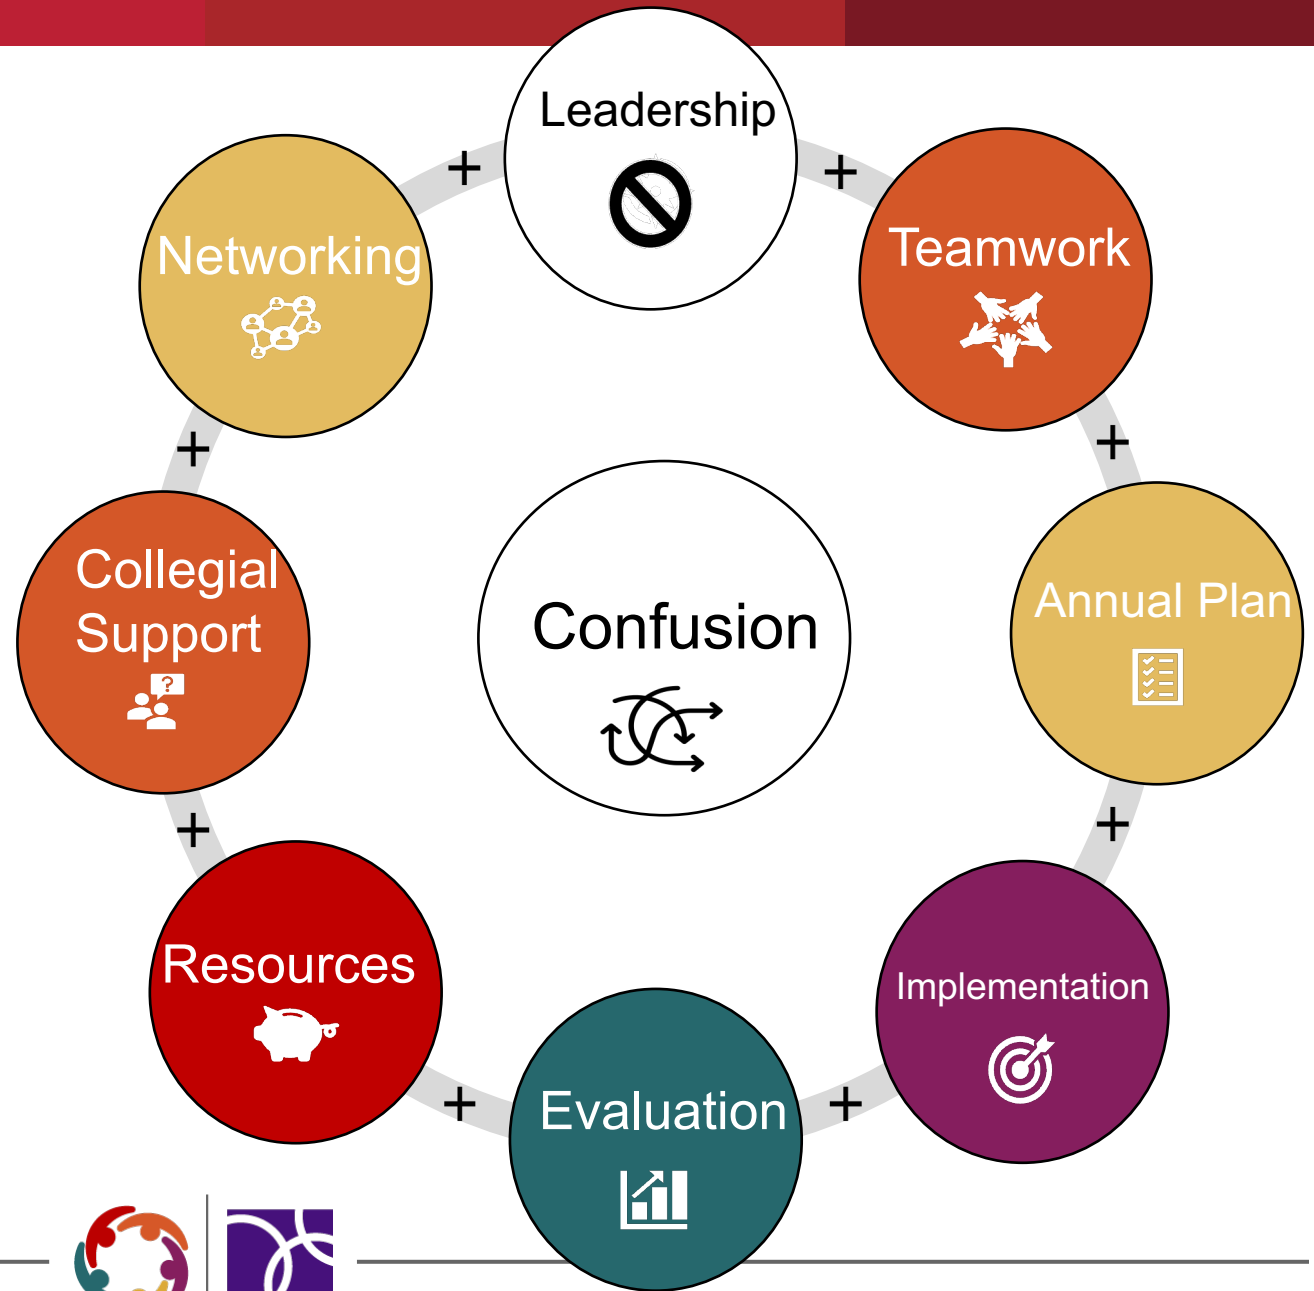 Leadership
+
Teamwork
+
Annual Plan
+
Implementation
+
Evaluation
+
Resources
+
Collegial
Support
?
+
Networking
+
Confusion